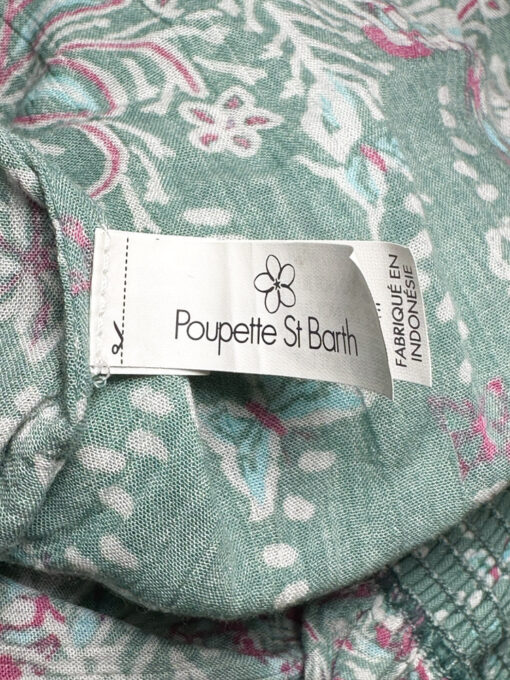 Poupette St Barth
FABRIQUÉ EN
INDONÉSIE